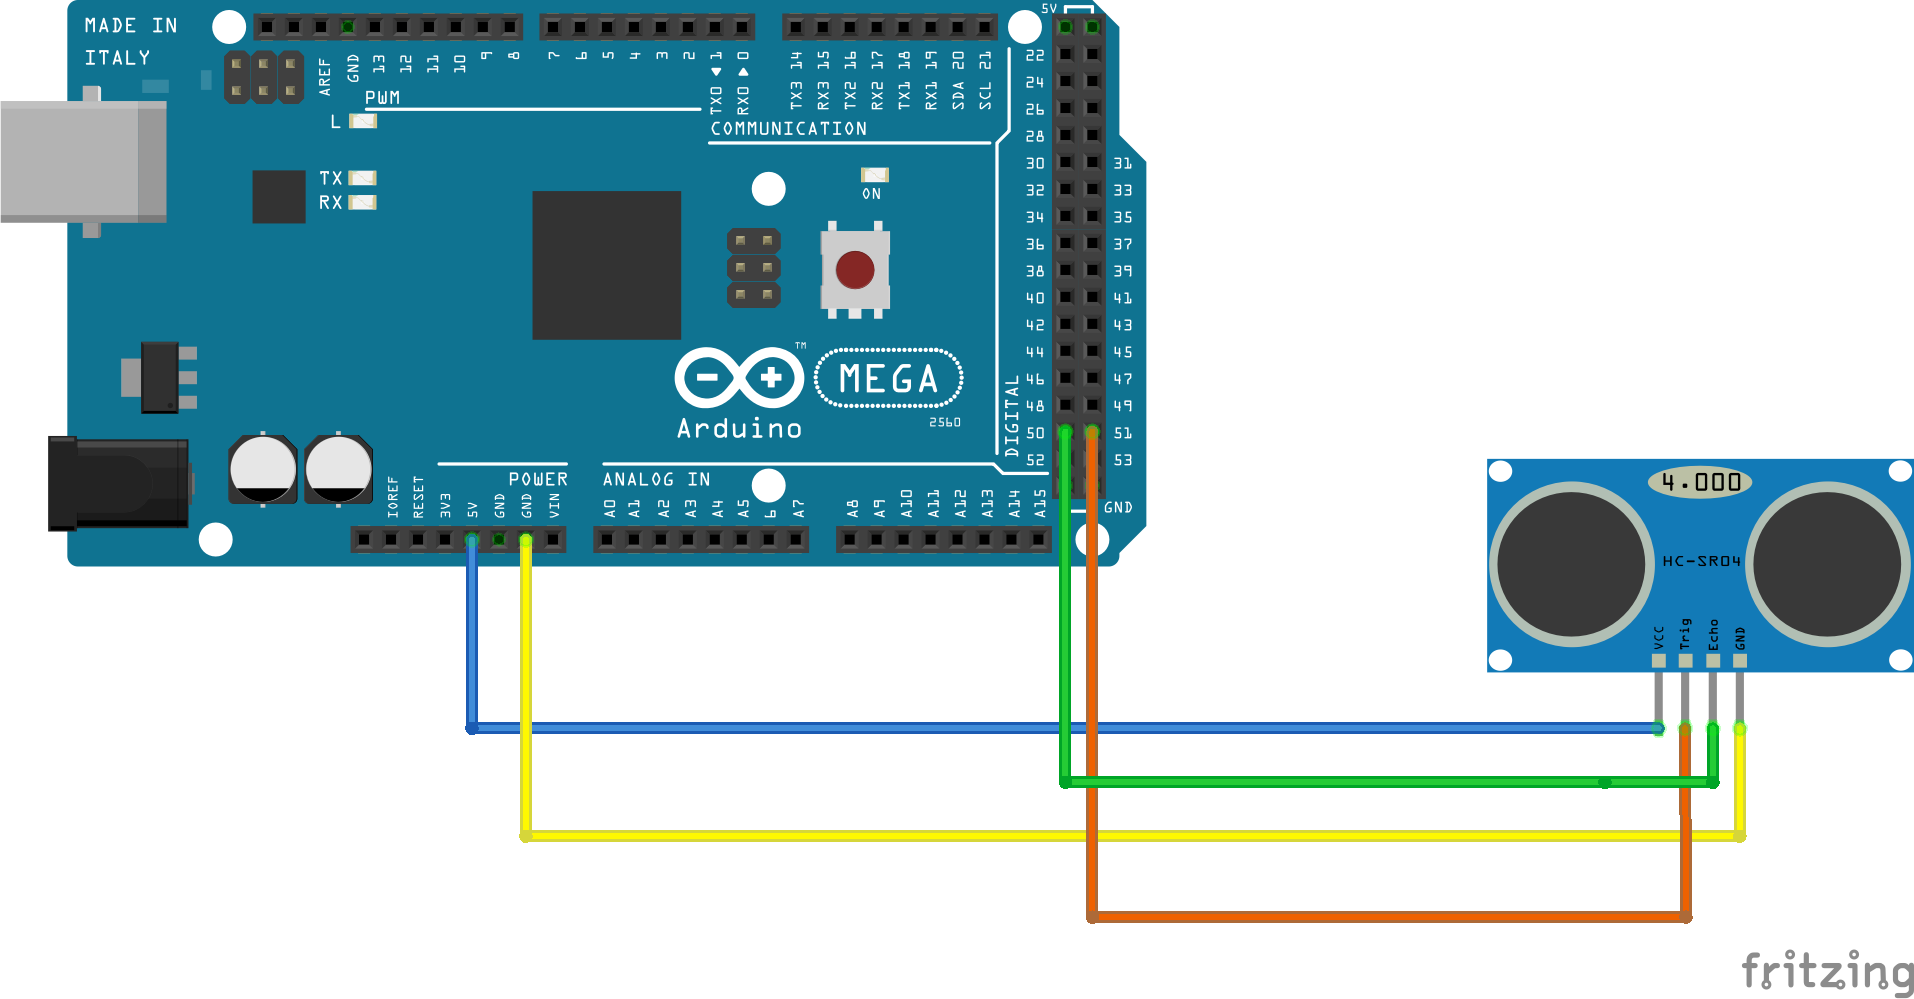 MADE IN
ITALY
AREF
GND
13
12
11
10
9
8
7
6
5
4
3
2
TX0 1
RX0 0
TX3 14
RX3 15
TX2 16
RX2 17
TX1 18
RX1 19
SDA 20
SCL 21
5V
PWM
COMMUNICATION
L
TX
RX
ON
22
24
26
28
30 31
32 33
34 35
36 37
38 39
40 41
42 43
44 45
46 47
48 49
50 51
52 53
GND
DIGITAL
TM
MEGA
Arduino
2560
POWER
ANALOG IN
IOREF
RESET
3V3
5V
GND
GND
VIN
A0
A1
A2
A3
A4
A5
6
A7
A8
A9
A10
A11
A12
A13
A14
A15
4.000
HC-SR04
VCC
Trig
Echo
GND
fritzing